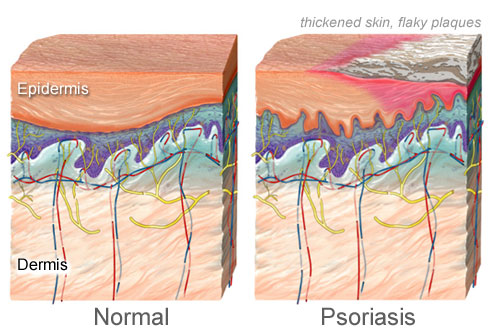 thickened skin, flaky plaques
Epidermis
Dermis
Normal
Psoriasis